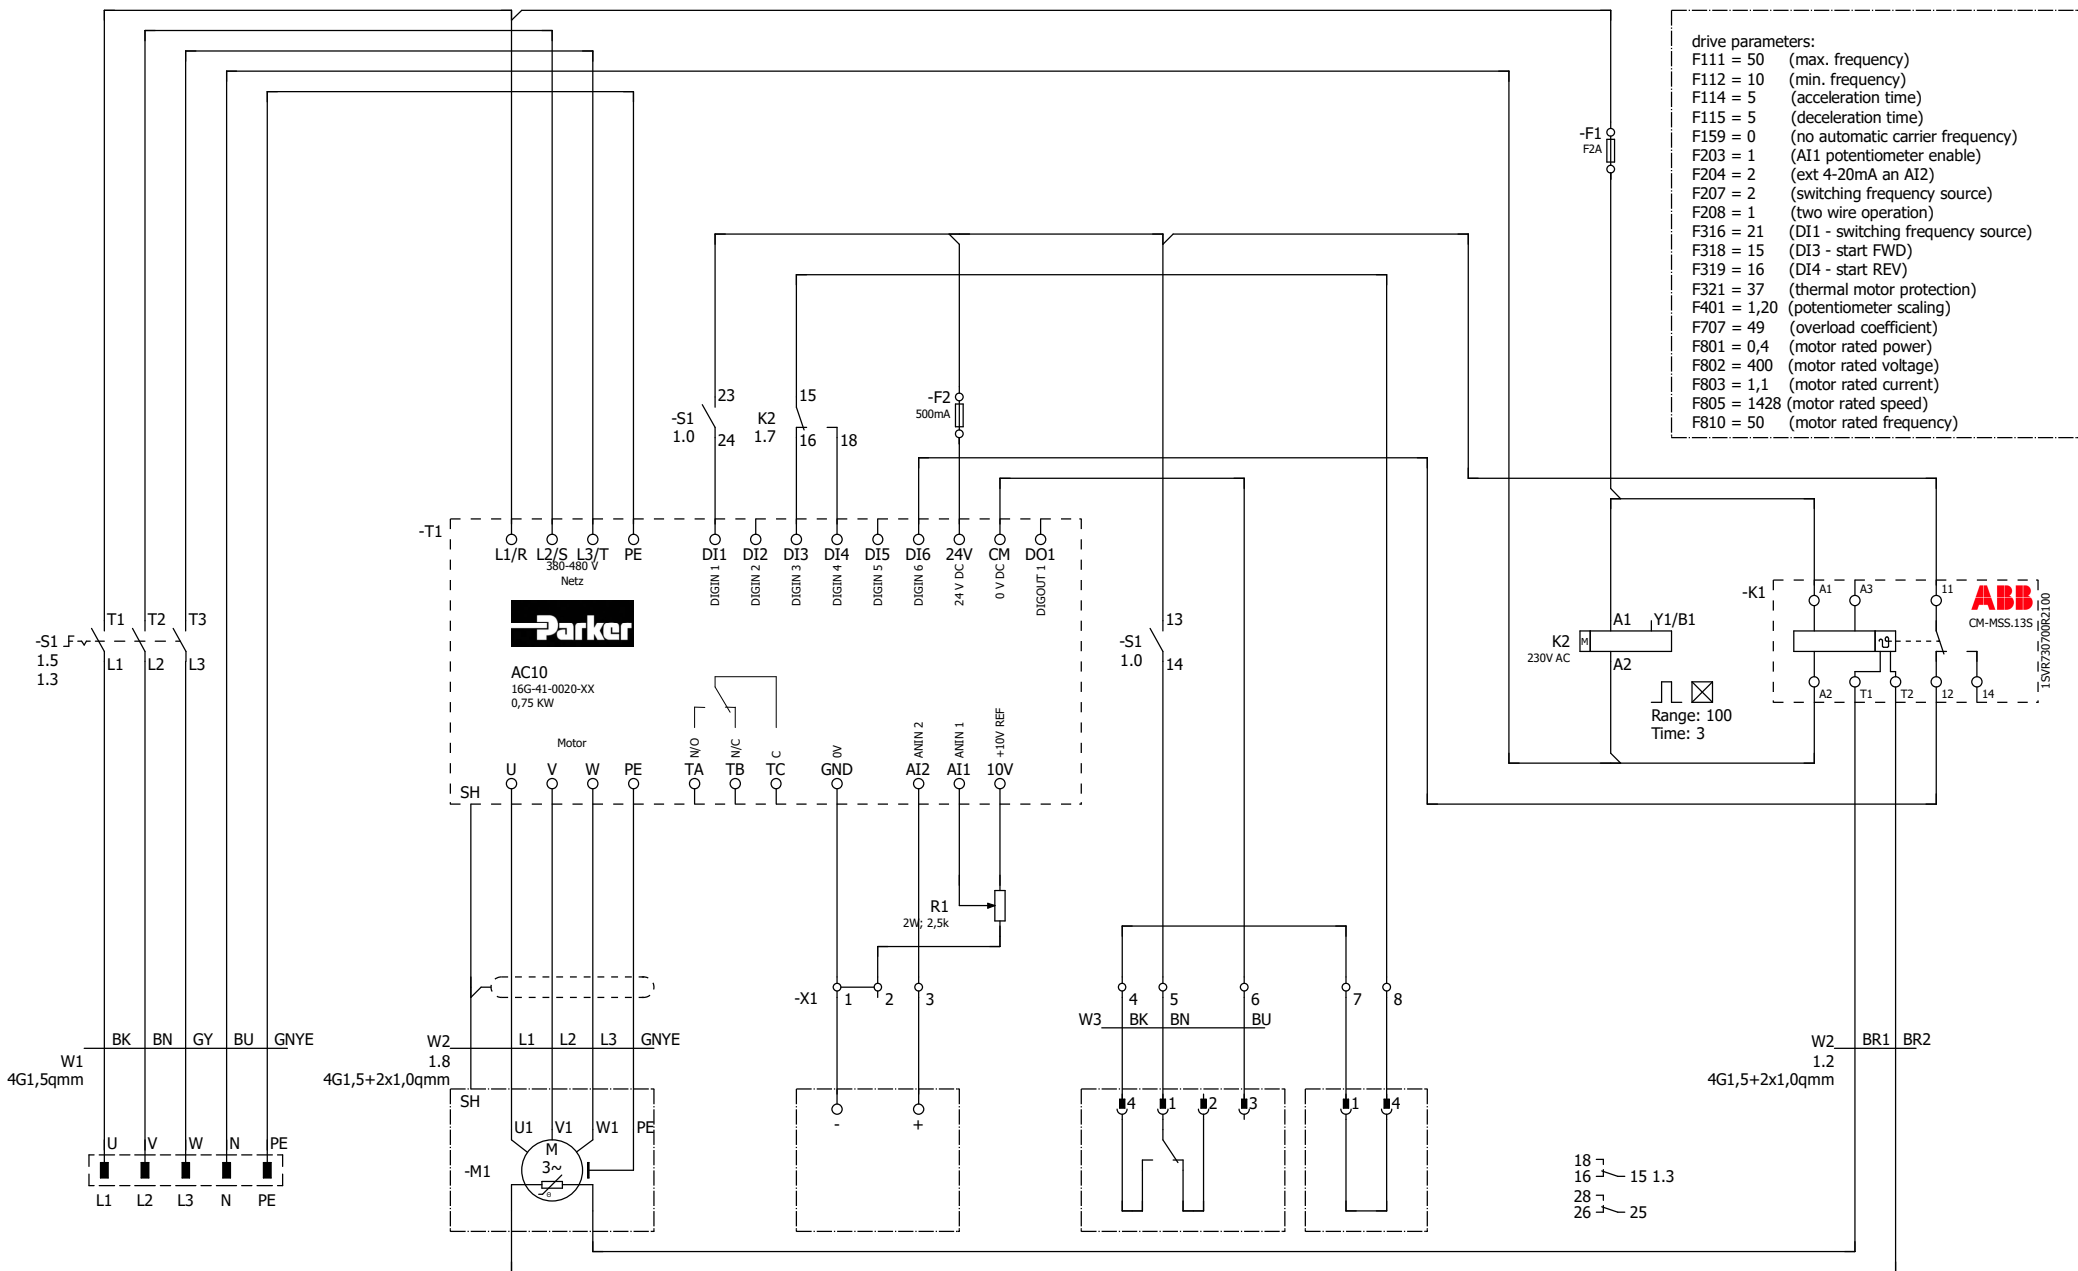 drive parameters:
F111 = 50 (max. frequency)
F112 = 10 (min. frequency)
F114 = 5 (acceleration time)
F115 = 5 (deceleration time)
F159 = 0 (no automatic carrier frequency)
F203 = 1 (AI1 potentiometer enable)
F204 = 2 (ext 4-20mA an AI2)
F207 = 2 (switching frequency source)
F208 = 1 (two wire operation)
F316 = 21 (DI1 - switching frequency source)
F318 = 15 (DI3 - start FWD)
F319 = 16 (DI4 - start REV)
F321 = 37 (thermal motor protection)
F401 = 1,20 (potentiometer scaling)
F707 = 49 (overload coefficient)
F801 = 0,4 (motor rated power)
F802 = 400 (motor rated voltage)
F803 = 1,1 (motor rated current)
F805 = 1428 (motor rated speed)
F810 = 50 (motor rated frequency)
-F1
F2A
-S1
1.0
23
24
K2
1.7
15
16
18
-F2
500mA
-T1
L1/R L2/S L3/T PE
380-480 V
Netz
DI1 DI2 DI3 DI4 DI5 DI6 24V CM DO1
DIGIN 1
DIGIN 2
DIGIN 3
DIGIN 4
DIGIN 5
DIGIN 6
24 V DC
0 V DC
DIGOUT 1
Parker
AC10
16G-41-0020-XX
0,75 KW
Motor
N/O
N/C
C
0V
ANIN 2
ANIN 1
+10V REF
U V W PE TA TB TC GND AI2 AI1 10V
SH
T1 T2 T3
-S1
1.5
1.3
L1 L2 L3
13
-S1
1.0
14
K2
230V AC
M
A1 Y1/B1
A2
Range: 100
Time: 3
-K1
A1 A3 11
ABB
CM-MSS.13S
1SVR730700R2100
ϑ
A2 T1 T2 12 14
R1
2W; 2,5k
-X1 1 2 3 4 5 6 7 8
W3 BK BN BU
W1
4G1,5qmm
BK BN GY BU GNYE
U V W N PE
L1 L2 L3 N PE
W2
1.8
4G1,5+2x1,0qmm
L1 L2 L3 GNYE
SH
U1 V1 W1 PE
-M1
M
3~
θ
- +
4 1 2 3
1 4
W2
1.2
4G1,5+2x1,0qmm
BR1 BR2
18
16 15 1.3
28
26 25